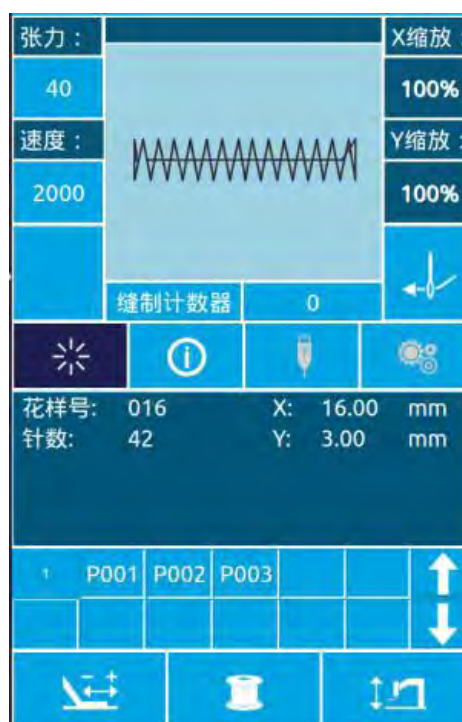 张力：
X缩放：
40
100%
速度：
Y缩放：
2000
100%
缝制计数器 0
花样号: 016 X: 16.00 mm
针数: 42 Y: 3.00 mm
1 P001 P002 P003